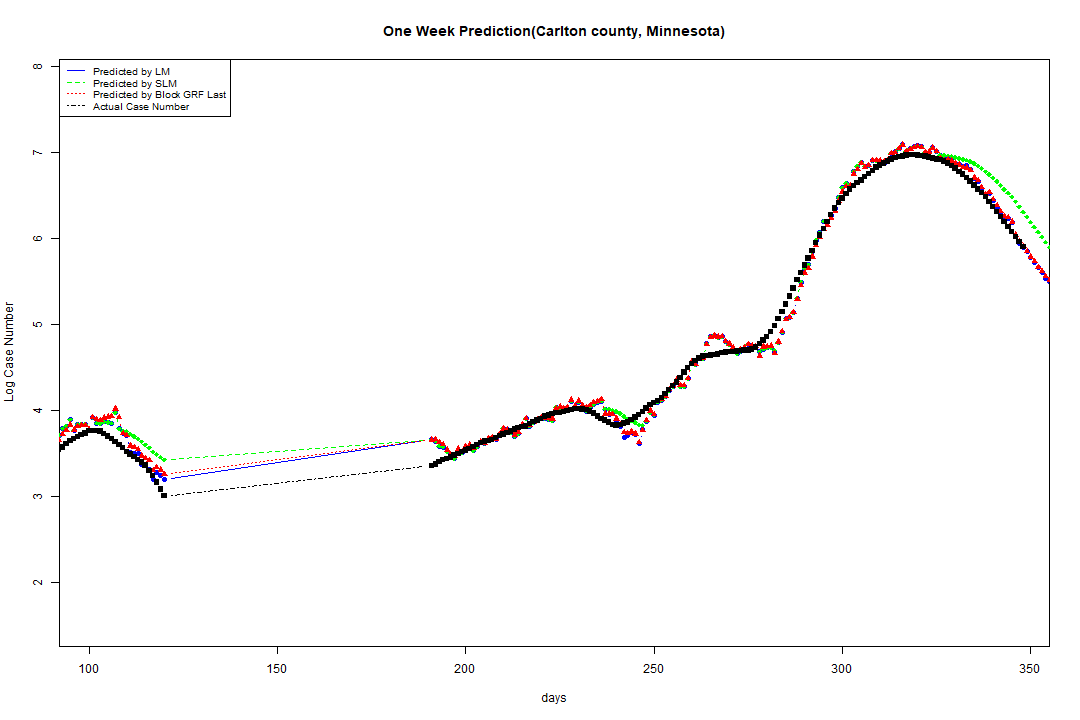 One Week Prediction(Carlton county, Minnesota)
Predicted by LM
Predicted by SLM
Predicted by Block GRF Last
Actual Case Number
8
7
6
5
4
3
2
Log Case Number
100 150 200 250 300 350
days